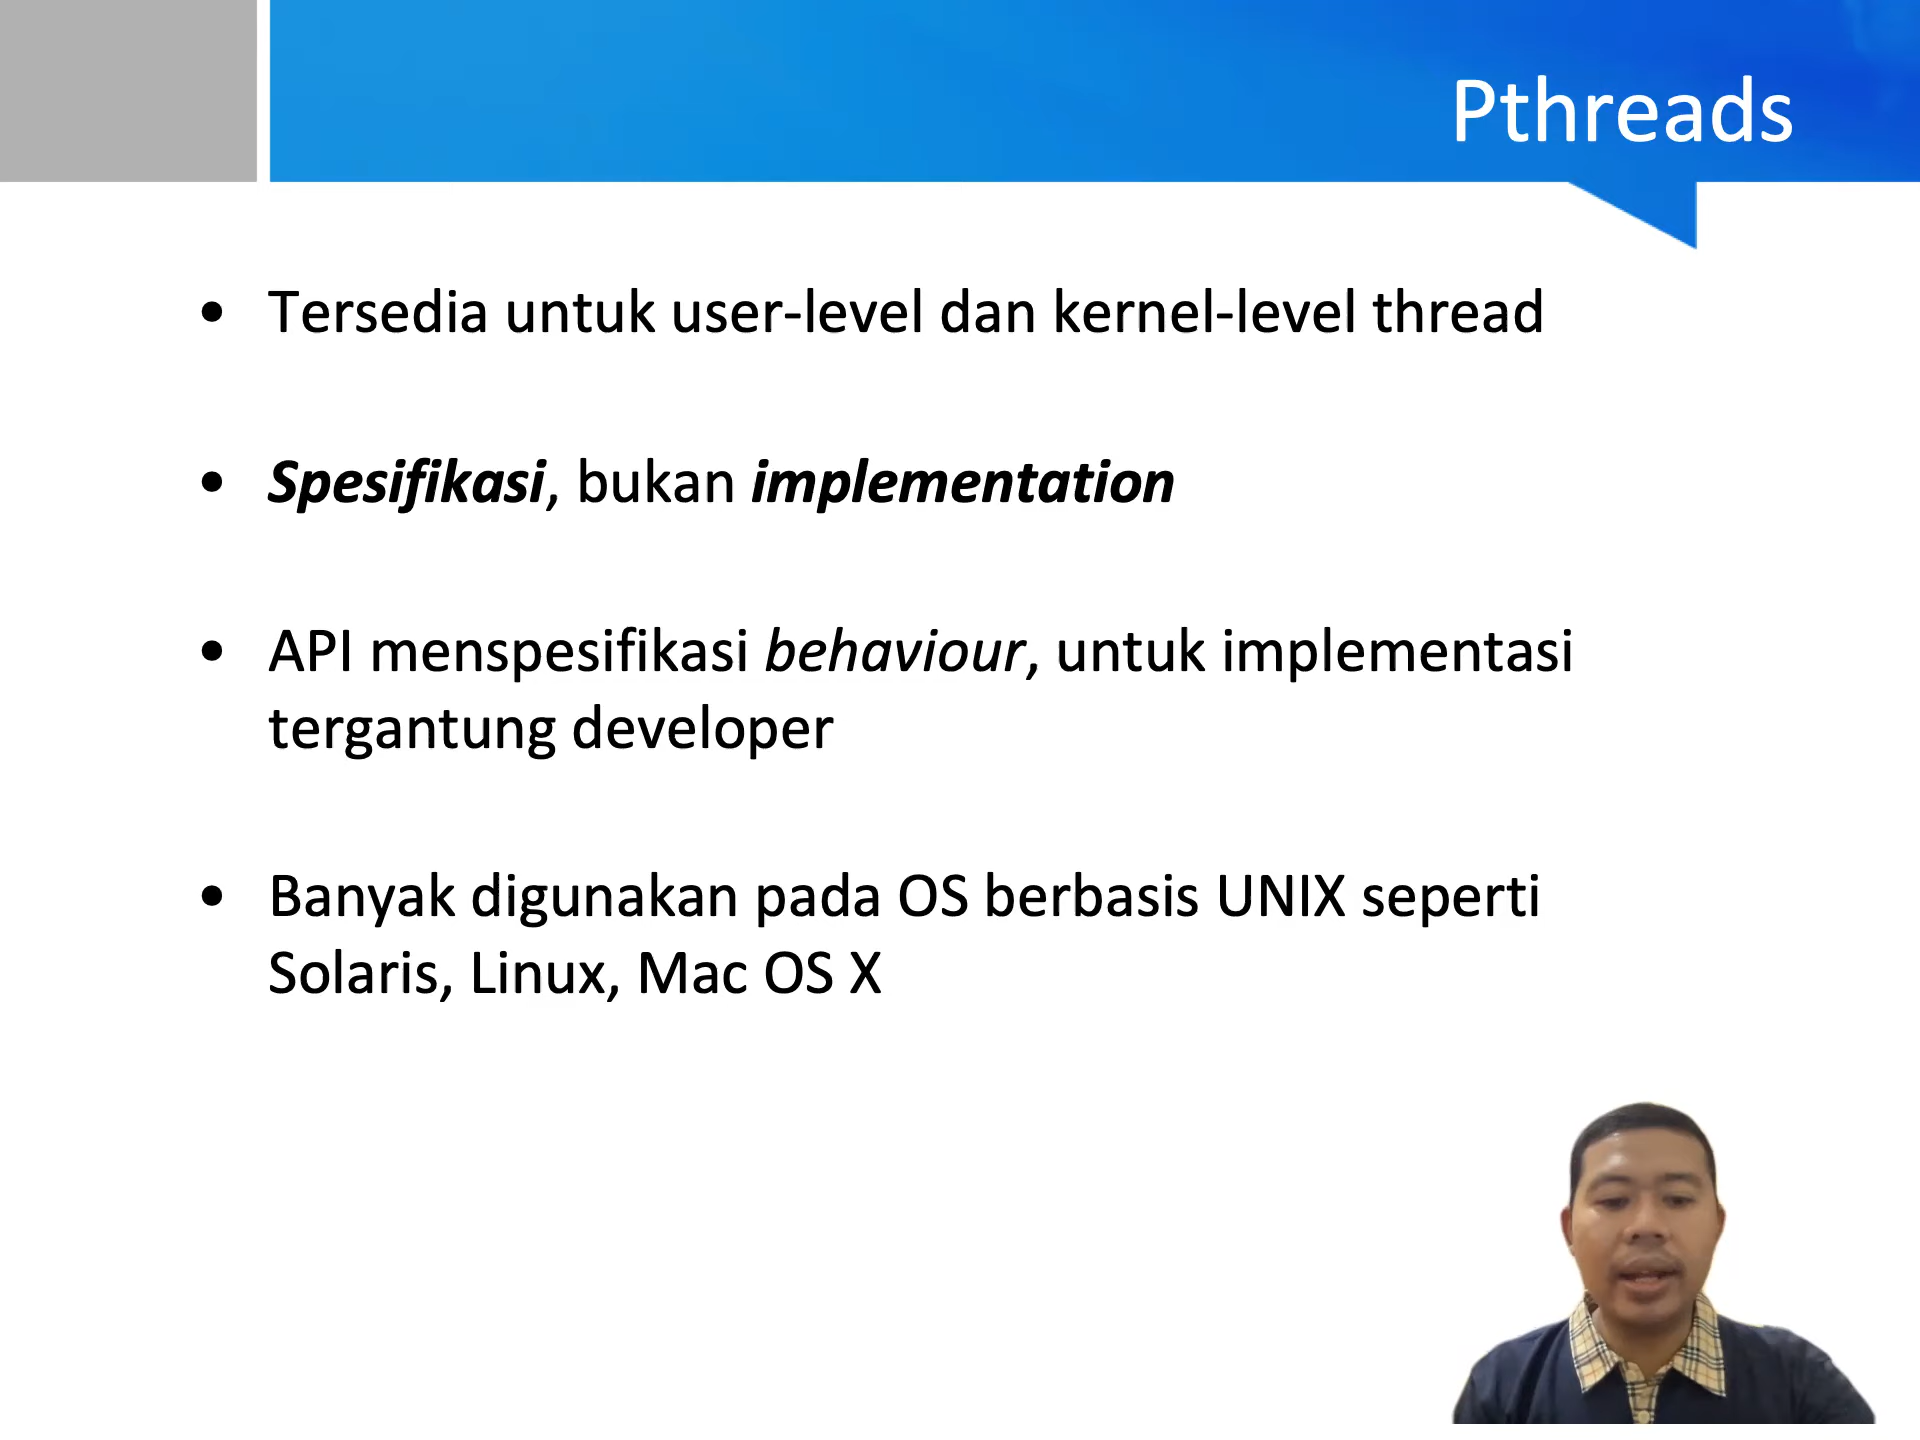 Pthreads
• Tersedia untuk user-level dan kernel-level thread
• Spesifikasi, bukan implementation
• API menspesifikasi behaviour, untuk implementasi
tergantung developer
• Banyak digunakan pada OS berbasis UNIX seperti
Solaris, Linux, Mac OS X